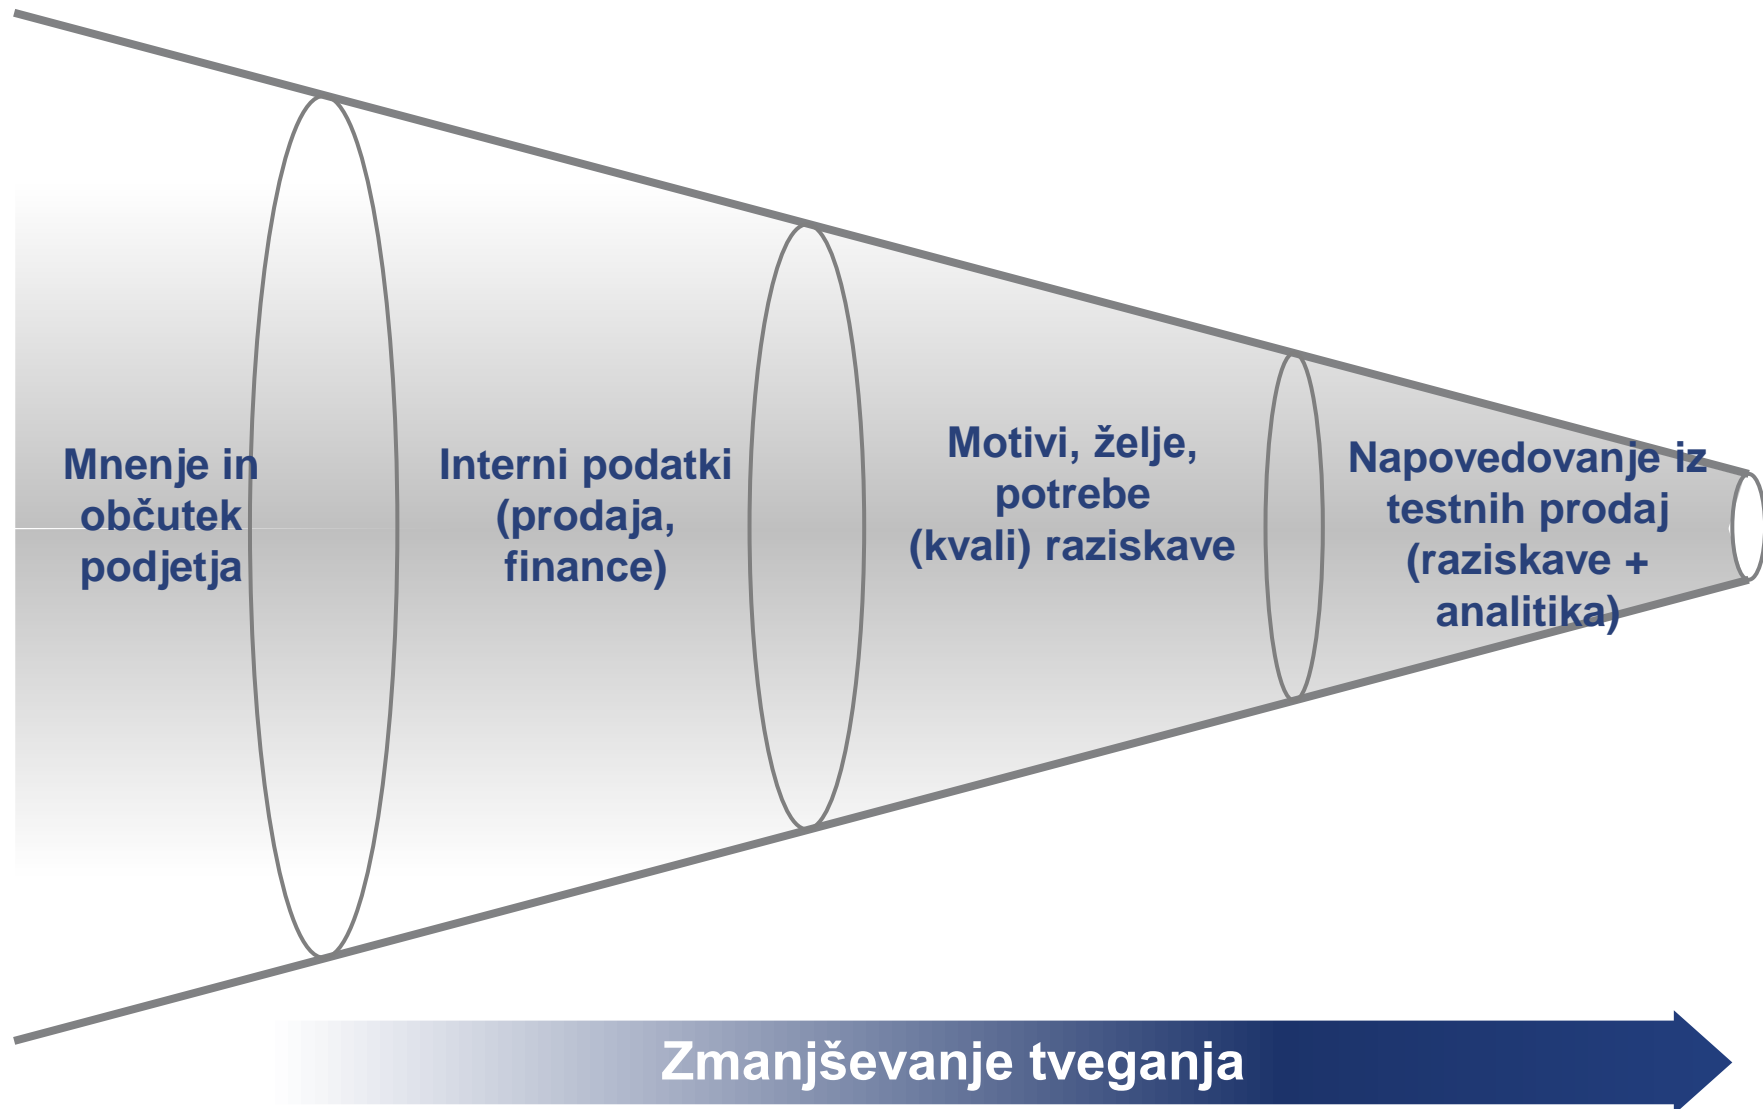 Mnenje in
občutek
podjetja
Interni podatki
(prodaja,
finance)
Motivi, želje,
potrebe
(kvali) raziskave
Napovedovanje iz
testnih prodaj
(raziskave +
analitika)
Zmanjševanje tveganja